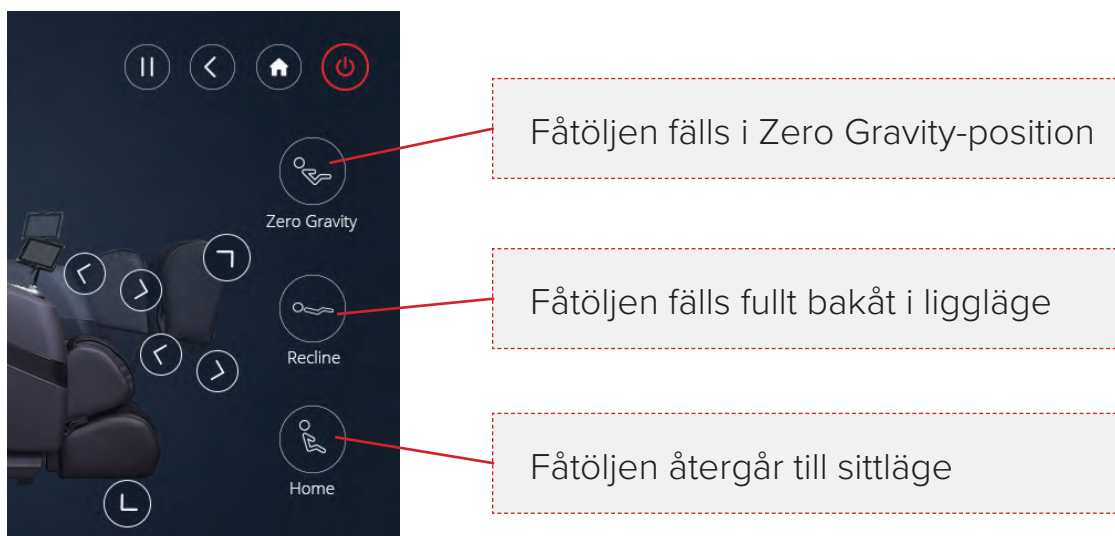 Fåtöljen fälls i Zero Gravity-position
Zero Gravity
Fåtöljen fälls fullt bakåt i liggläge
Recline
Fåtöljen återgår till sittläge
Home